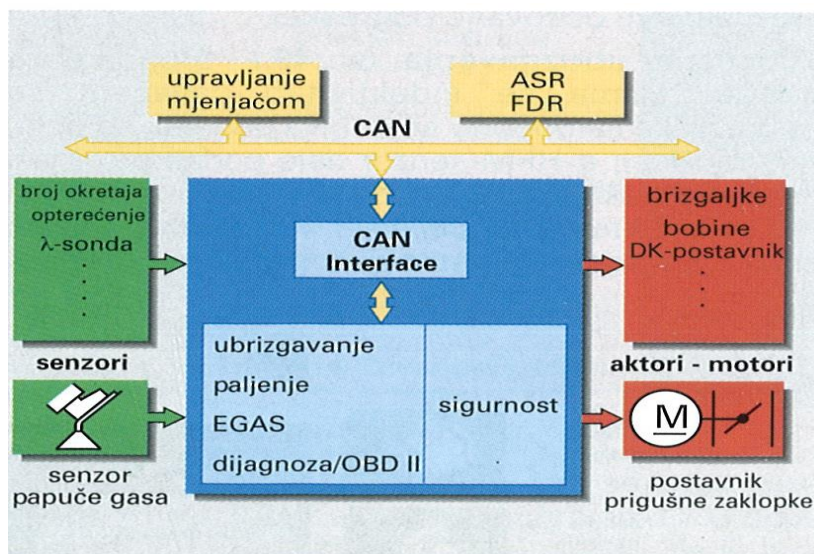 upravljanje
mjenjačom
ASR
FDR
CAN
broj okretaja
opterećenje
λ-sonda
senzori
CAN
Interface
brizgaljke
bobine
DK-postavnik
aktori - motori
ubrizgavanje
paljenje
EGAS
dijagnoza/OBD II
sigurnost
M
senzor
papuče gasa
postavnik
prigušne zaklopke